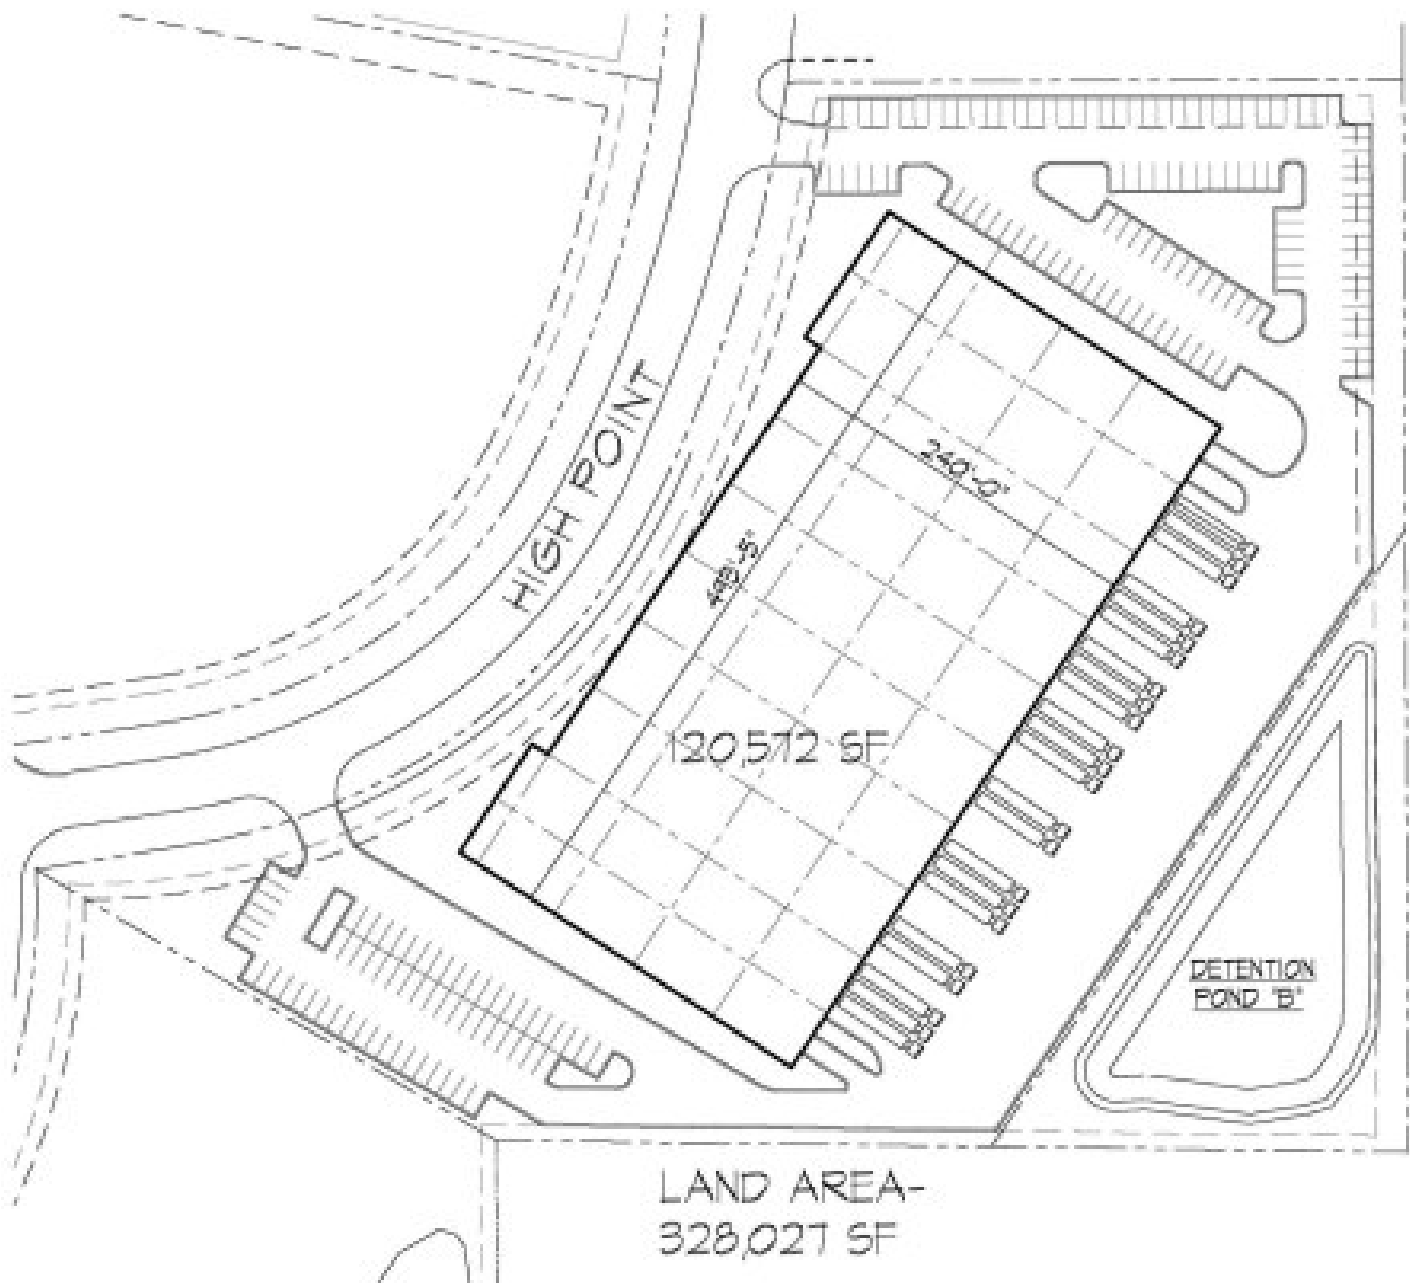 HIGH POINT
240'-0"
120,572 SF
DETENTION
POND "B"
LAND AREA-
328,027 SF